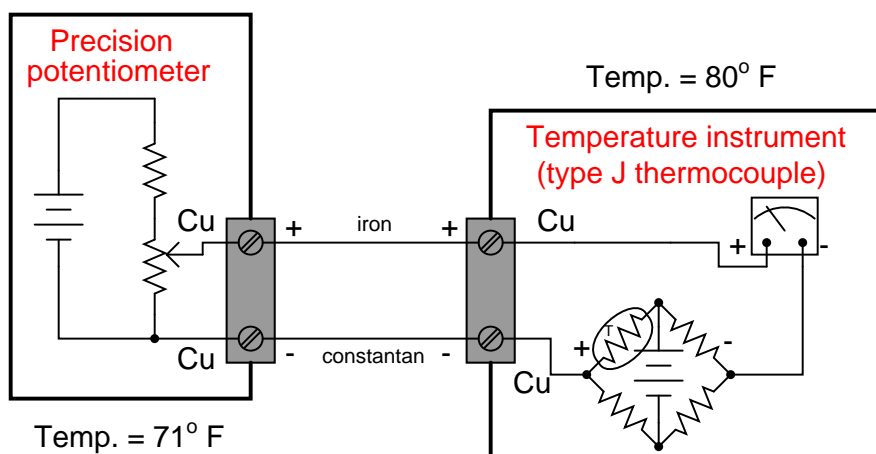 Precision
potentiometer
Temp. = 80° F
Temperature instrument
(type J thermocouple)
Cu
+
iron
+
Cu
+
-
T
+
-
Cu
-
constantan
-
Cu
Temp. = 71° F